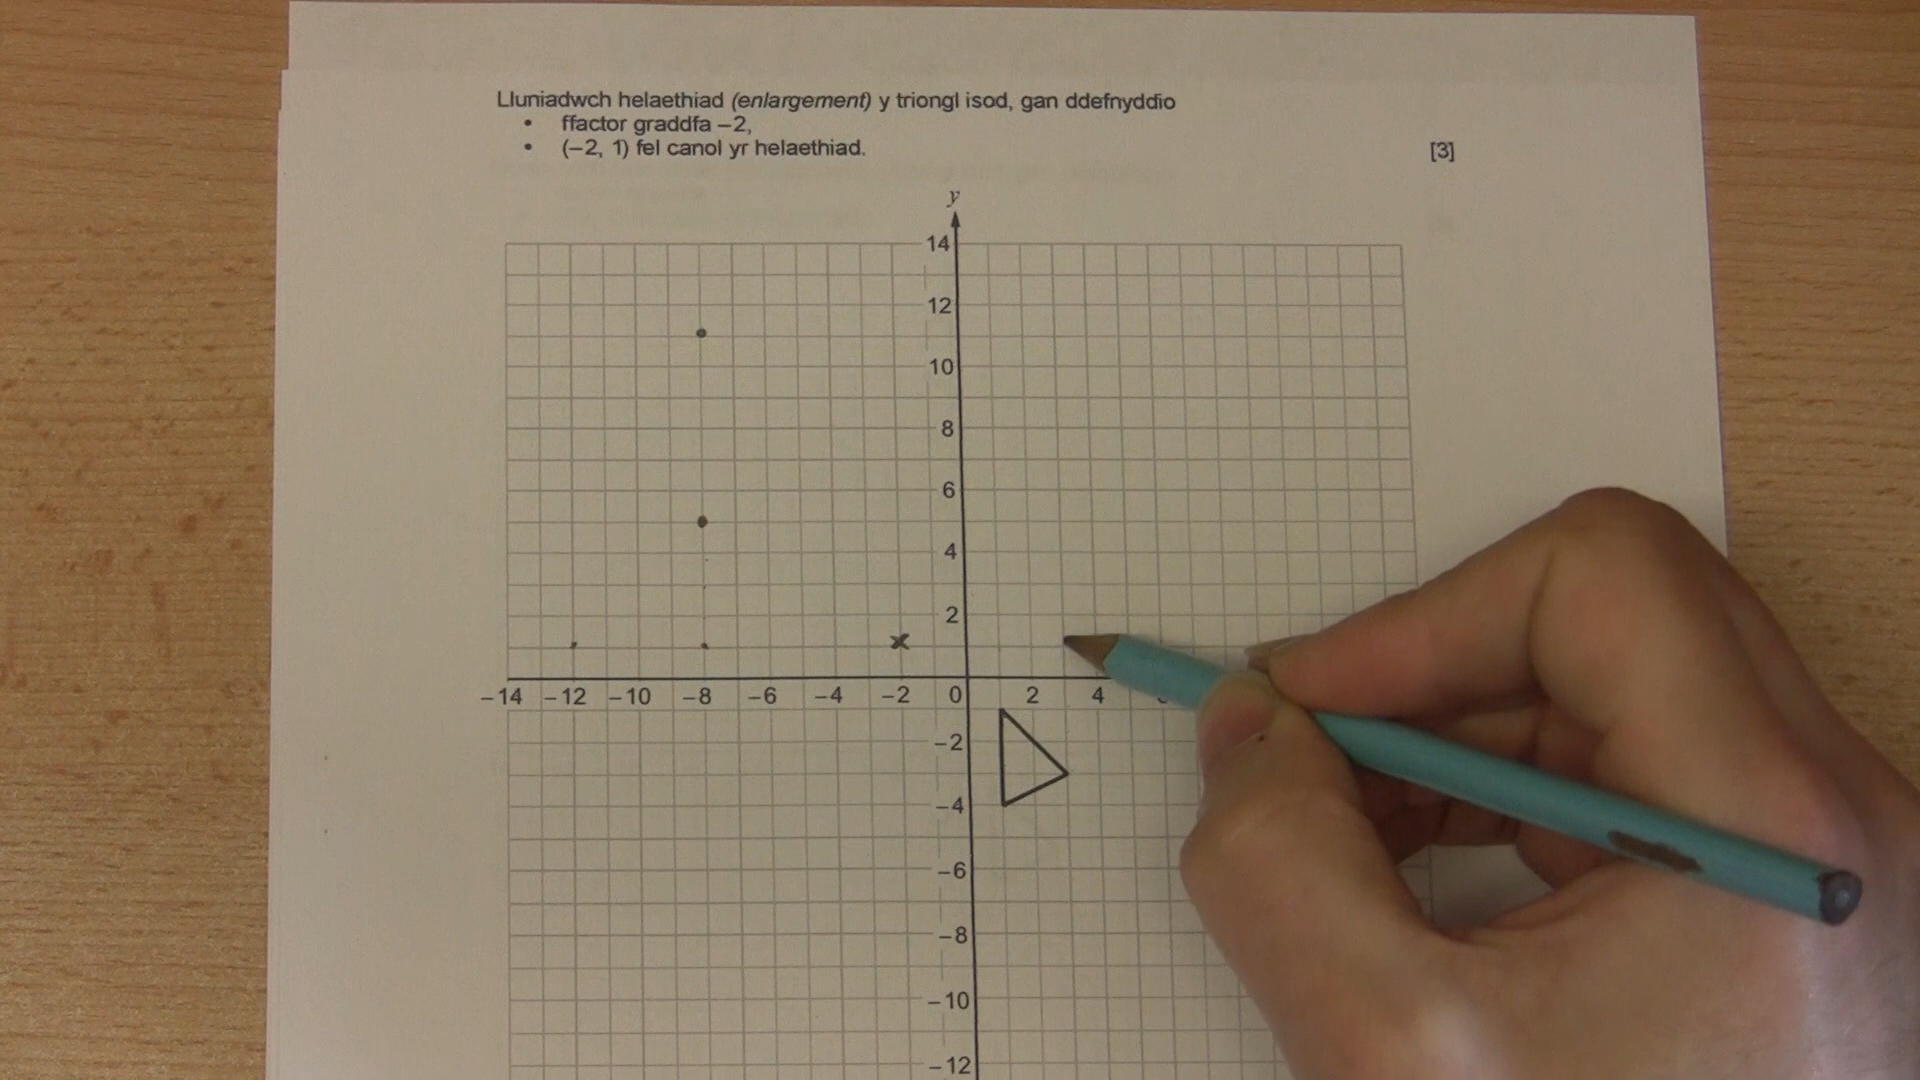 Lluniadwch helaethiad (enlargement) y triongl isod, gan ddefnyddio
• ffactor graddfa −2,
• (−2, 1) fel canol yr helaethiad.
[3]
y
14
12
10
8
6
4
2
−14 −12 −10 −8 −6 −4 −2 0 2 4
−2
−4
−6
−8
−10
−12